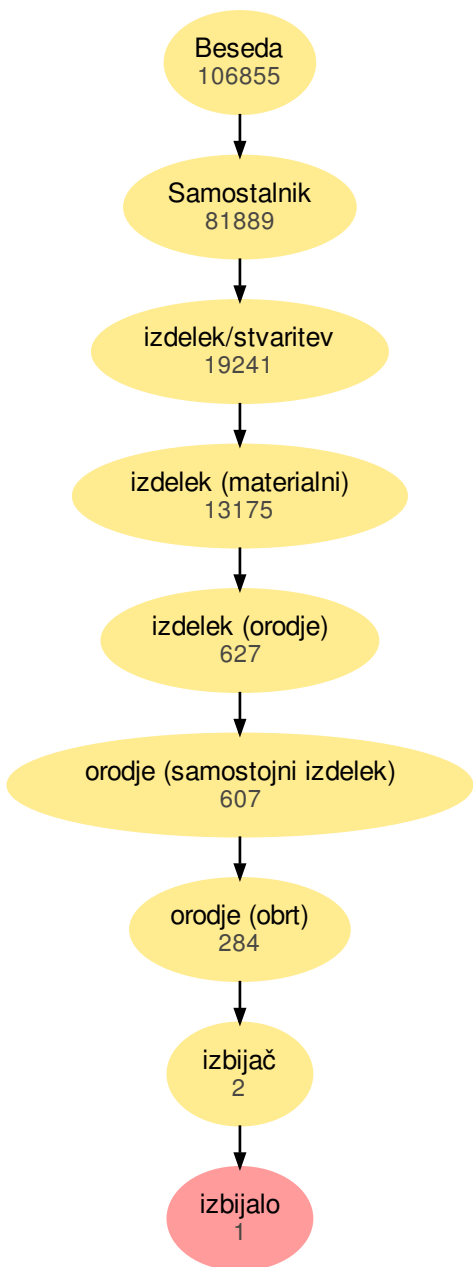 Beseda
106855
Samostalnik
81889
izdelek/stvaritev
19241
izdelek (materialni)
13175
izdelek (orodje)
627
orodje (samostojni izdelek)
607
orodje (obrt)
284
izbijač
2
izbijalo
1